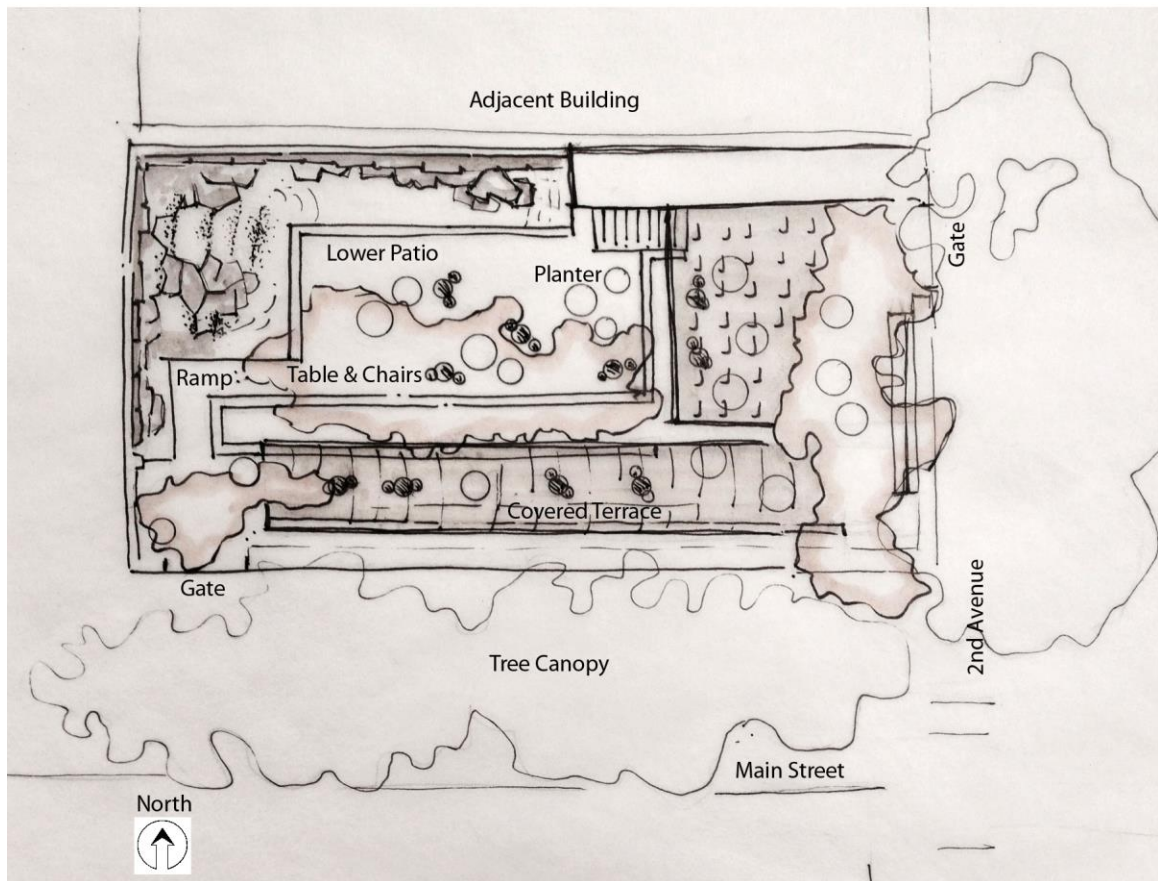 Adjacent Building
Lower Patio
Planter
Gate
Ramp
Table & Chairs
Covered Terrace
Gate
2nd Avenue
Tree Canopy
Main Street
North